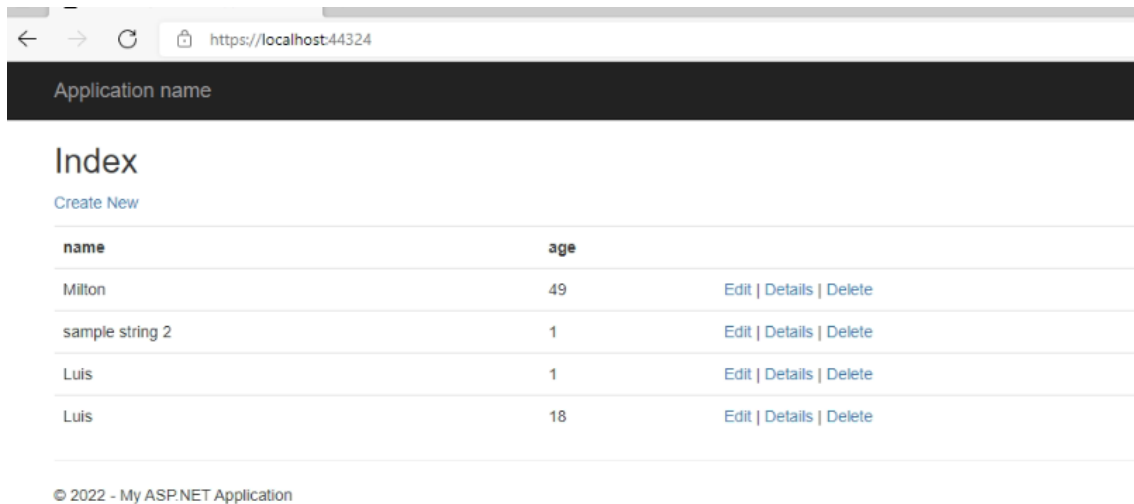 https://localhost:44324
Application name
Index
Create New
name age
Milton 49 Edit | Details | Delete
sample string 2 1 Edit | Details | Delete
Luis 1 Edit | Details | Delete
Luis 18 Edit | Details | Delete
© 2022 - My ASP.NET Application